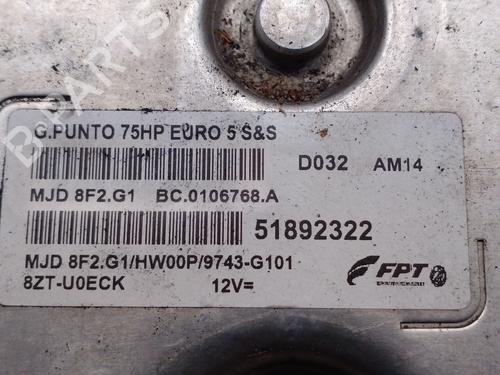 G.PUNTO 75HP EURO 5 S&S
D032 AM14
MJD 8F2.G1 BC.0106768.A
51892322
MJD 8F2.G1/HW00P/9743-G101
8ZT-U0ECK 12V=
FPT